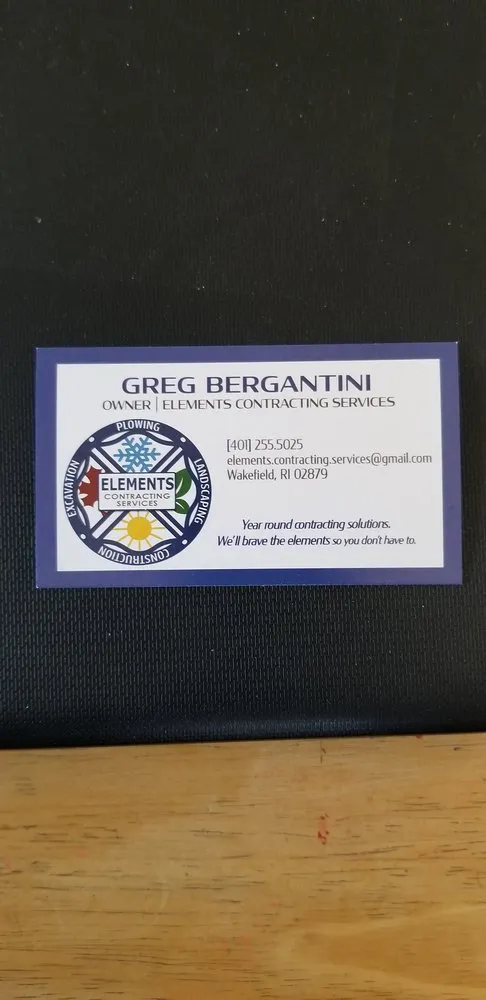 GREG BERGANTINI
OWNER | ELEMENTS CONTRACTING SERVICES
PLOWING
EXCAVATION
LANDSCAPING
CONSTRUCTION
ELEMENTS
CONTRACTING
SERVICES
[401] 255.5025
elements.contracting.services@gmail.com
Wakefield, RI 02879
Year round contracting solutions.
We'll brave the elements so you don't have to.